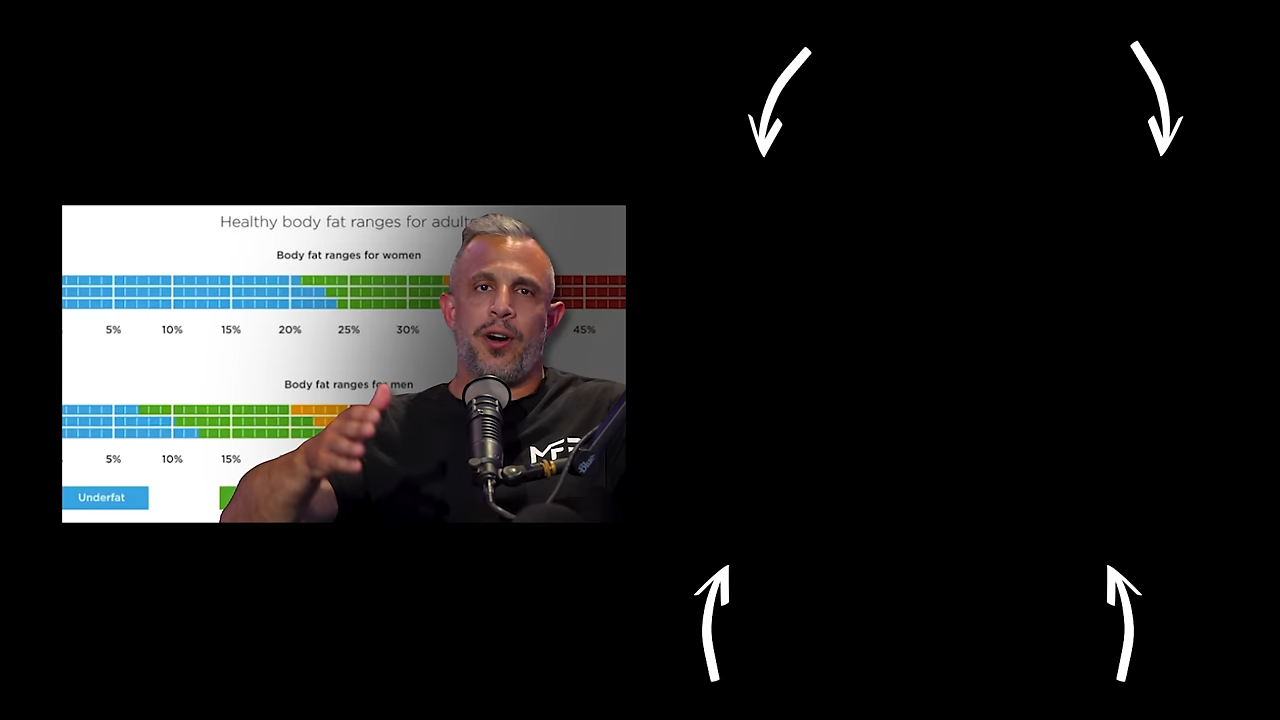 Healthy body fat ranges for adult
Body fat ranges for women
5% 10% 15% 20% 25% 30% 45%
Body fat ranges for men
5% 10% 15%
Underfat